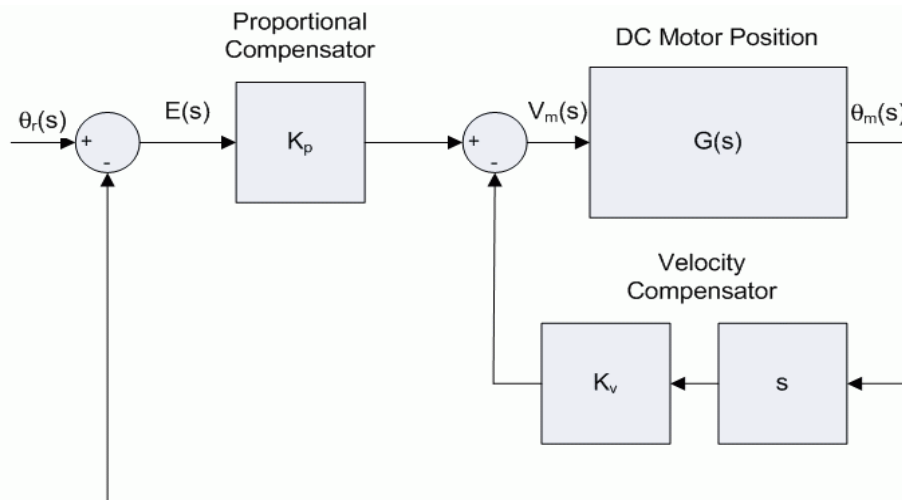 Proportional
Compensator
DC Motor Position
θr(s)
+
-
E(s)
Kp
+
-
Vm(s)
G(s)
θm(s)
Velocity
Compensator
Kv
s